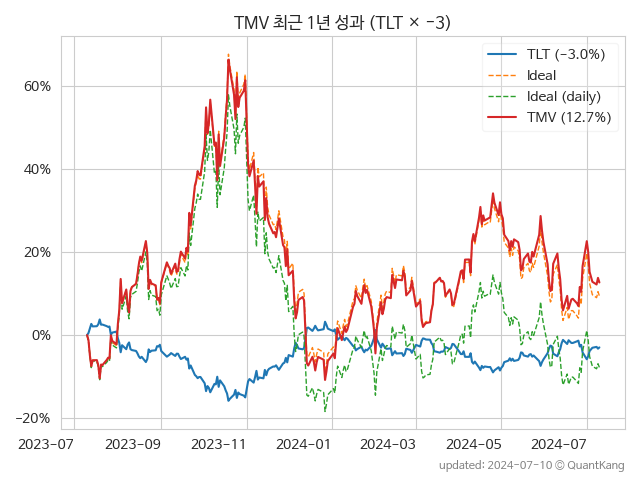 TMV 최근 1년 성과 (TLT × −3)
TLT (−3.0%)
Ideal
Ideal (daily)
TMV (12.7%)
60%
40%
20%
0%
−20%
2023-07
2023-09
2023-11
2024-01
2024-03
2024-05
2024-07
updated: 2024-07-10 © QuantKang